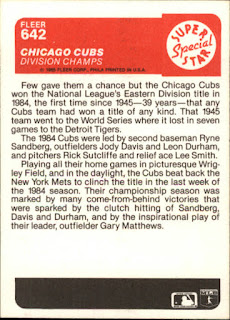 FLEER
642
SUPER
Special
STAR
CHICAGO CUBS
DIVISION CHAMPS
© 1985 FLEER CORP., PHILA PRINTED IN U.S.A.
Few gave them a chance but the Chicago Cubs
won the National League's Eastern Division title in
1984, the first time since 1945—39 years—that any
Cubs team had won a title of any kind. That 1945
team went to the World Series where it lost in seven
games to the Detroit Tigers.
The 1984 Cubs were led by second baseman Ryne
Sandberg, outfielders Jody Davis and Leon Durham,
and pitchers Rick Sutcliffe and relief ace Lee Smith.
Playing all their home games in picturesque Wrig-
ley Field, and in the daylight, the Cubs beat back the
New York Mets to clinch the title in the last week of
the 1984 season. Their championship season was
marked by many come-from-behind victories that
were sparked by the clutch hitting of Sandberg,
Davis and Durham, and by the inspirational play of
their leader, outfielder Gary Matthews.